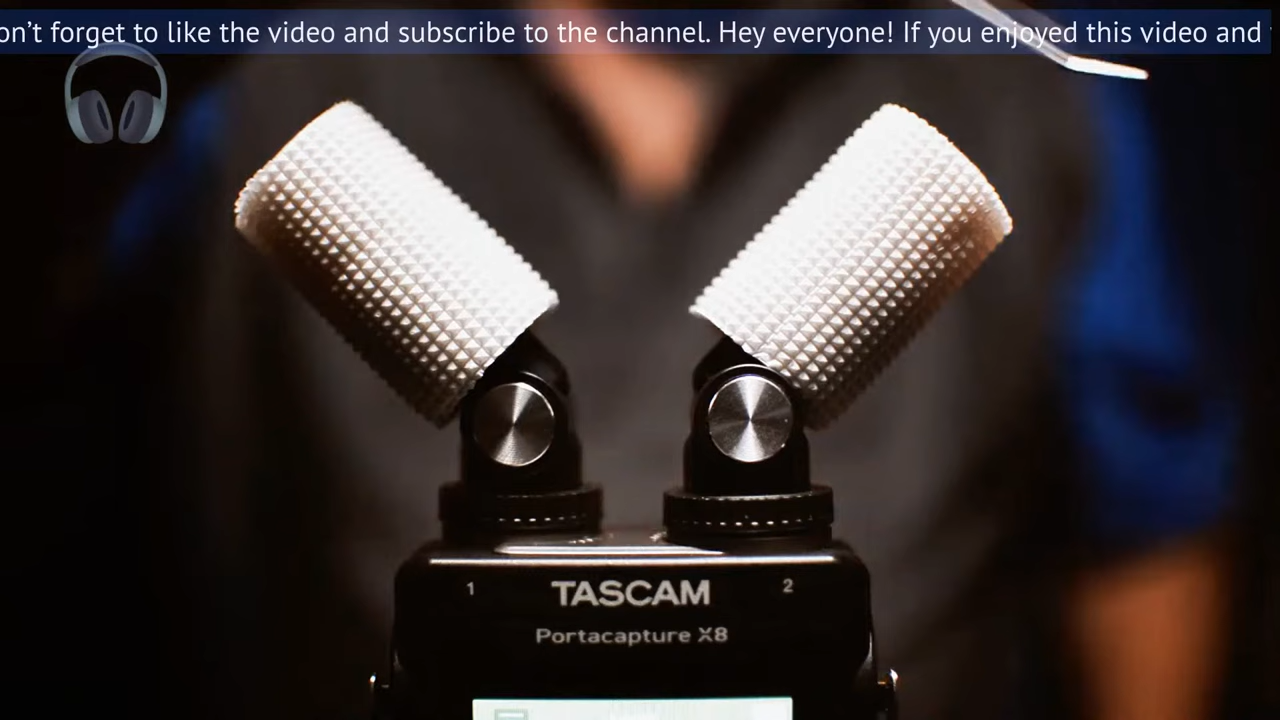 on’t forget to like the video and subscribe to the channel. Hey everyone! If you enjoyed this video and
1 TASCAM 2
Portacapture X8